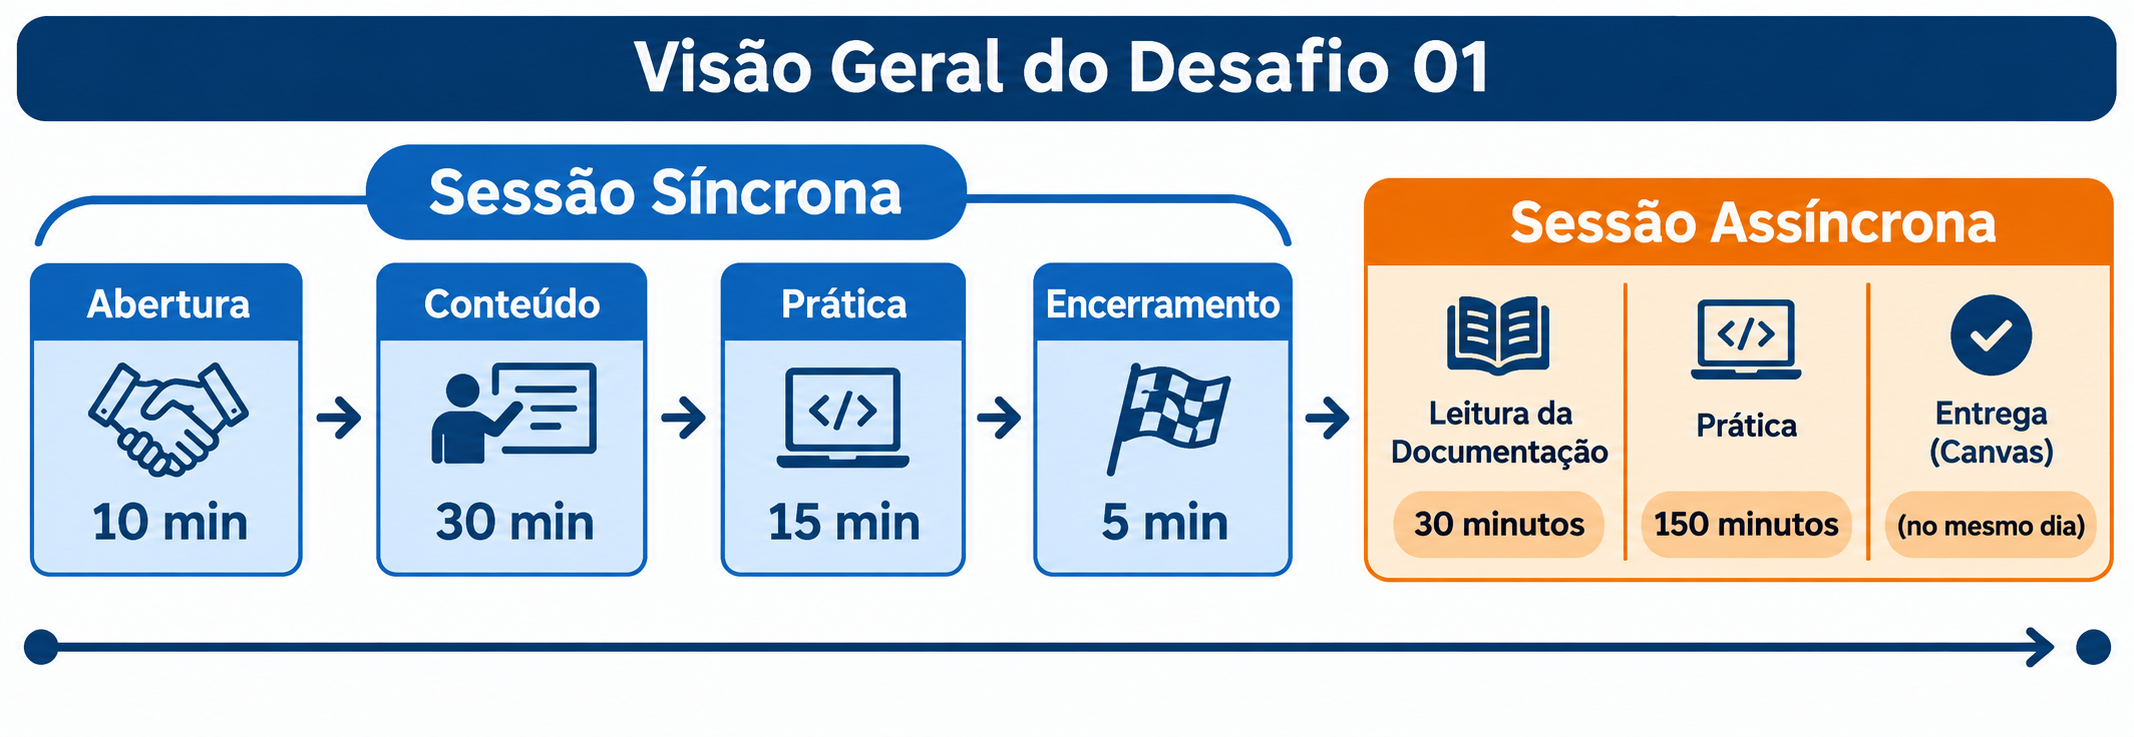 Visão Geral do Desafio 01
Sessão Síncrona
Abertura
10 min
Conteúdo
30 min
Prática
</>
15 min
Encerramento
5 min
Sessão Assíncrona
Leitura da
Documentação
30 minutos
</>
Prática
150 minutos
Entrega
(Canvas)
(no mesmo dia)